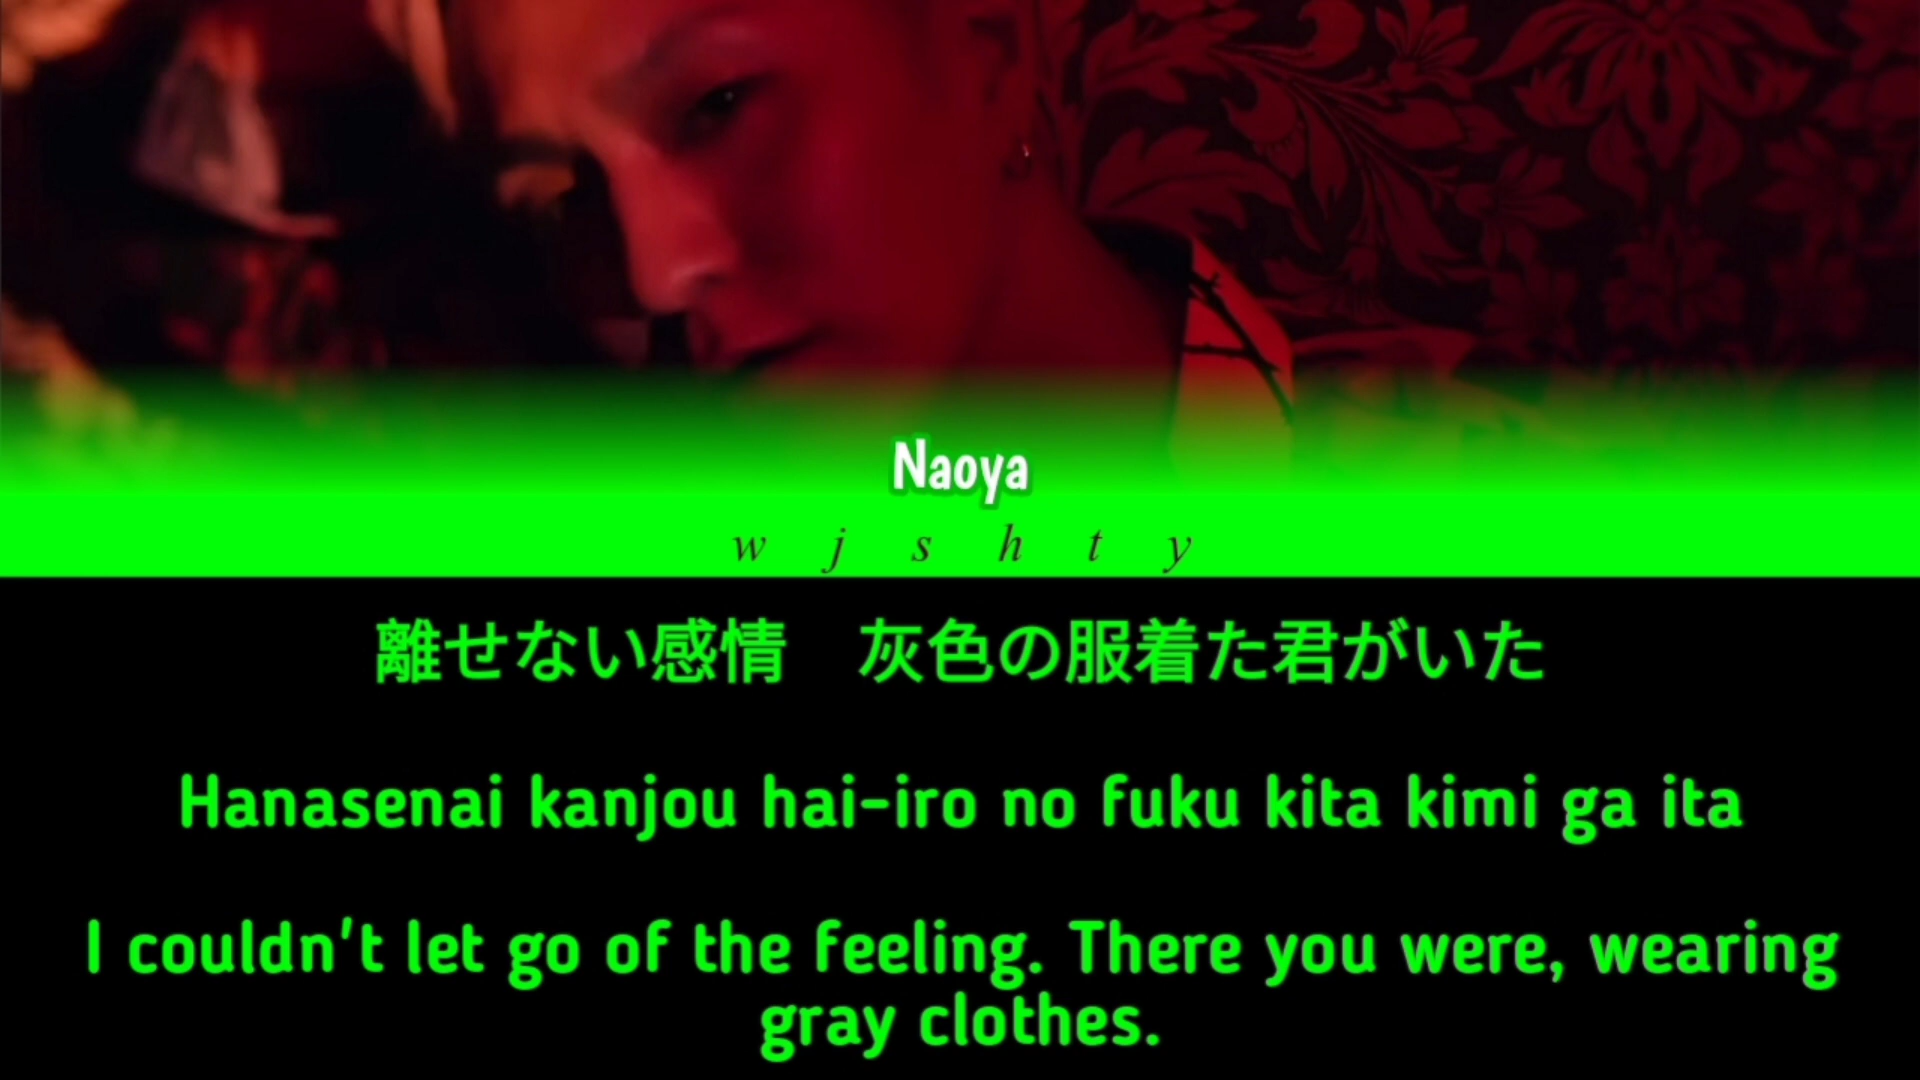 Naoya
w j s h t y
離せない感情　灰色の服着た君がいた
Hanasenai kanjou hai-iro no fuku kita kimi ga ita
I couldn't let go of the feeling. There you were, wearing
gray clothes.